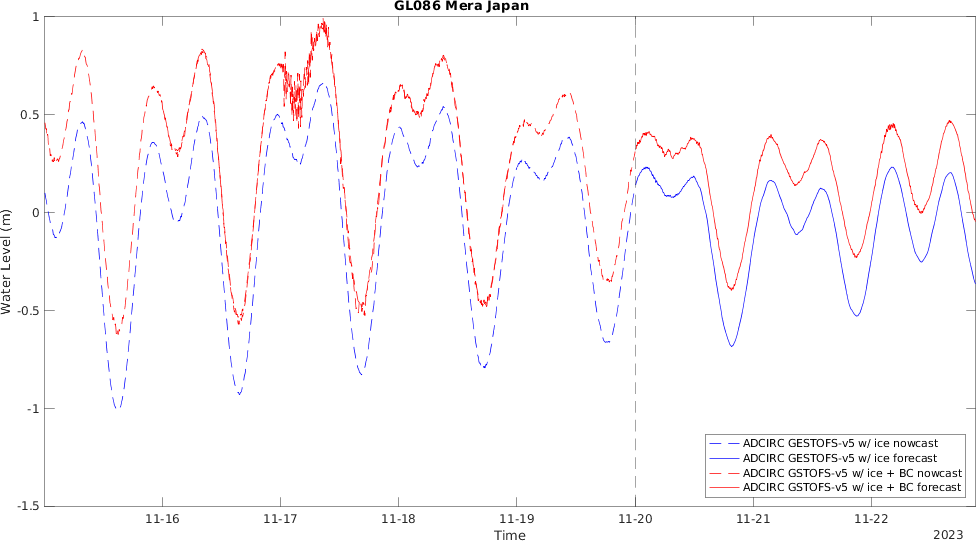 GL086 Mera Japan
Water Level (m)
1
0.5
0
-0.5
-1
-1.5
ADCIRC GESTOFS-v5 w/ ice nowcast
ADCIRC GESTOFS-v5 w/ ice forecast
ADCIRC GSTOFS-v5 w/ ice + BC nowcast
ADCIRC GSTOFS-v5 w/ ice + BC forecast
11-16 11-17 11-18 11-19 11-20 11-21 11-22
Time
2023